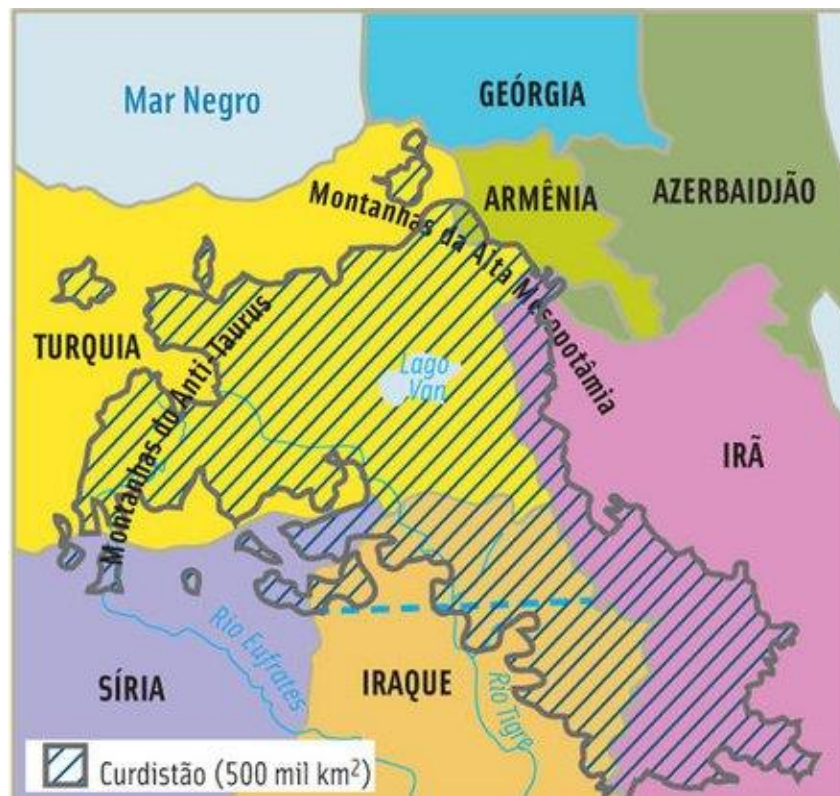 Mar Negro
GEÓRGIA
ARMÊNIA
AZERBAIDJÃO
Montanhas da Alta Mesopotâmia
TURQUIA
Montanhas do Anti-Taurus
Lago
Van
IRÃ
Rio Eufrates
SÍRIA
IRAQUE
Rio Tigre
Curdistão (500 mil km²)